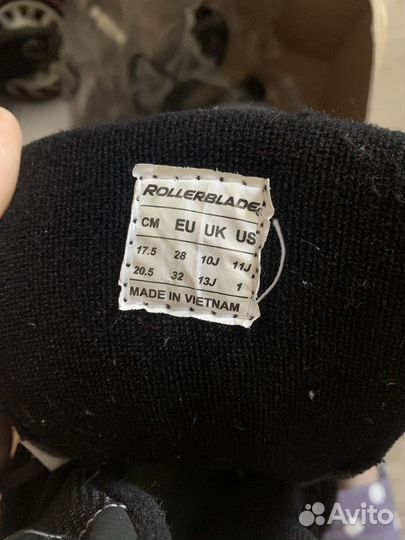 ROLLERBLADE
CM EU UK US
17.5 28 10J 11J
20.5 32 13J 1
MADE IN VIETNAM
Avito